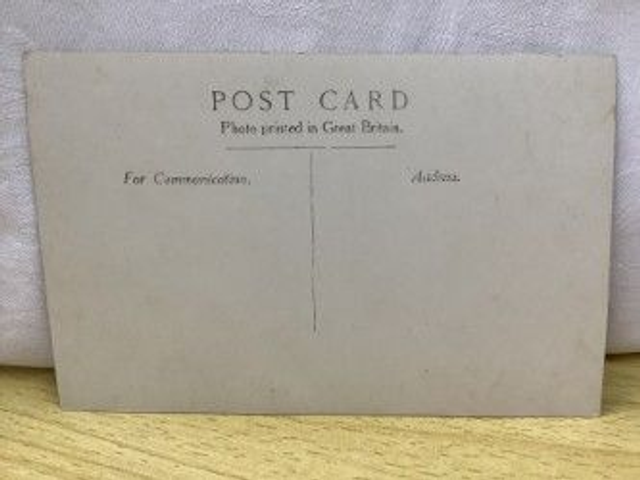 POST CARD
Photo printed in Great Britain.
For Communication.
Address.